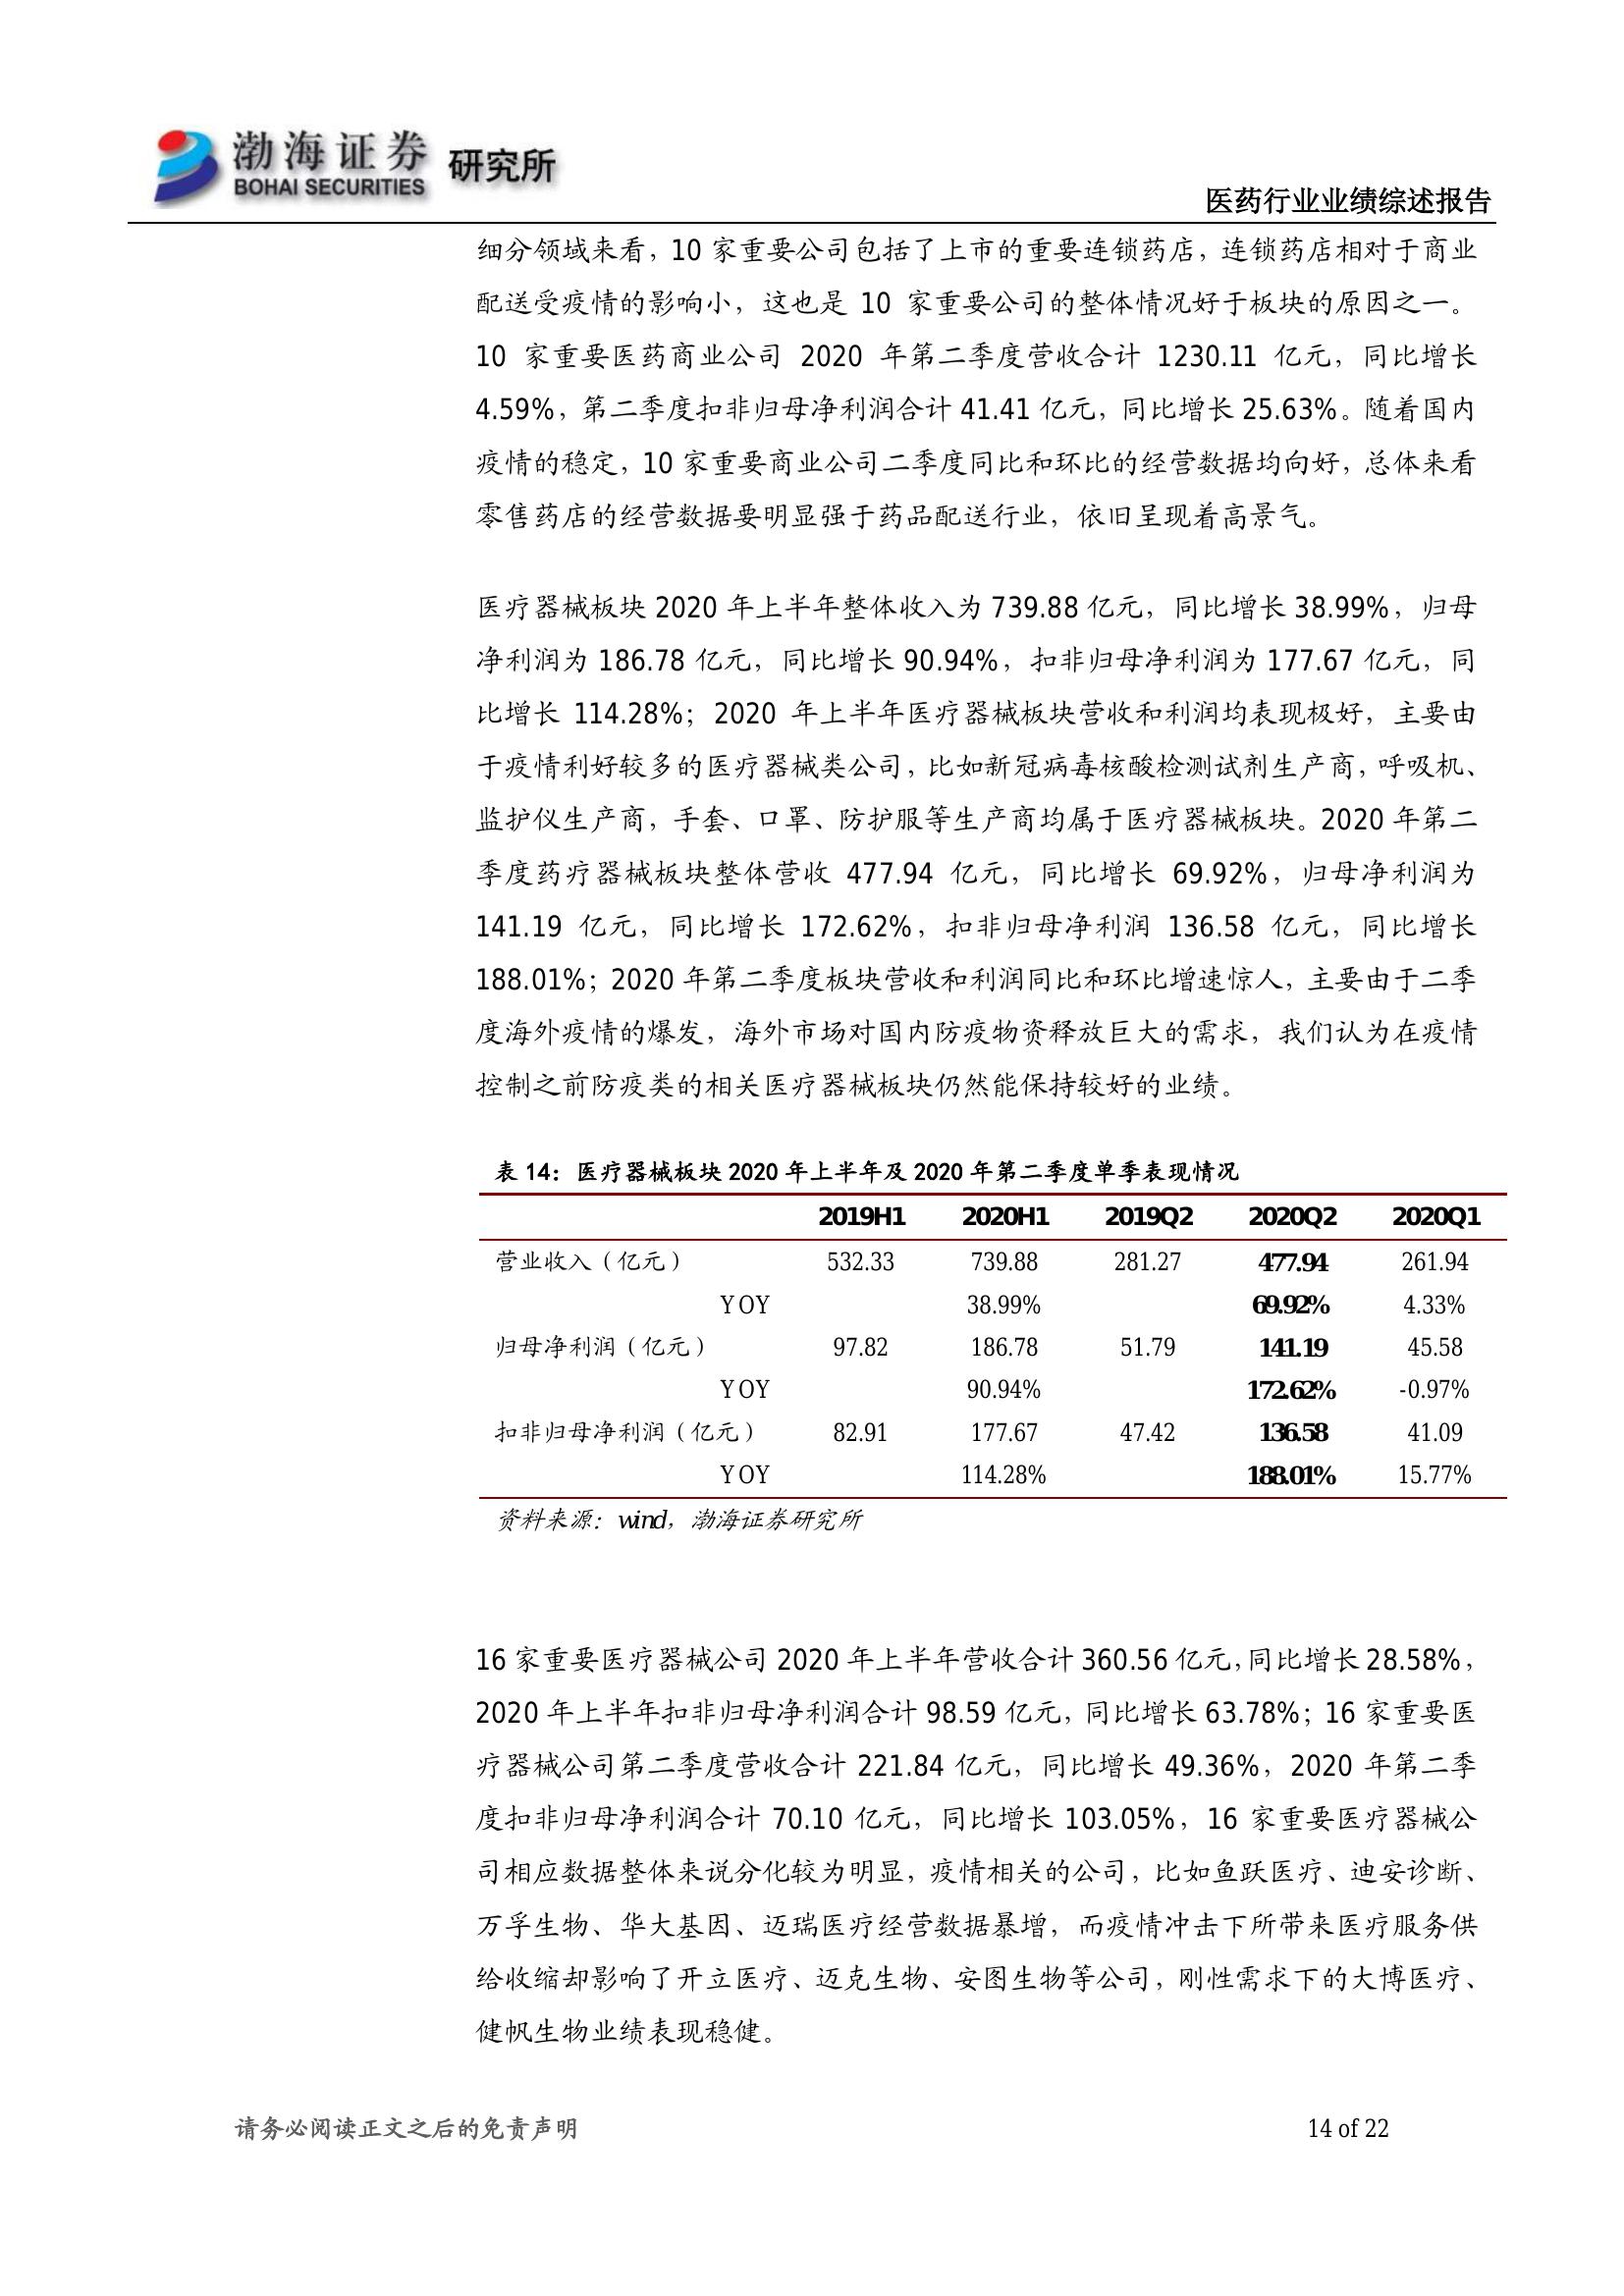 渤海证券 研究所
BOHAI SECURITIES
医药行业业绩综述报告
细分领域来看，10 家重要公司包括了上市的重要连锁药店，连锁药店相对于商业
配送受疫情的影响小，这也是 10 家重要公司的整体情况好于板块的原因之一。
10 家重要医药商业公司 2020 年第二季度营收合计 1230.11 亿元，同比增长
4.59%，第二季度扣非归母净利润合计 41.41 亿元，同比增长 25.63%。随着国内
疫情的稳定，10 家重要商业公司二季度同比和环比的经营数据均向好，总体来看
零售药店的经营数据要明显强于药品配送行业，依旧呈现着高景气。
医疗器械板块 2020 年上半年整体收入为 739.88 亿元，同比增长 38.99%，归母
净利润为 186.78 亿元，同比增长 90.94%，扣非归母净利润为 177.67 亿元，同
比增长 114.28%；2020 年上半年医疗器械板块营收和利润均表现极好，主要由
于疫情利好较多的医疗器械类公司，比如新冠病毒核酸检测试剂生产商，呼吸机、
监护仪生产商，手套、口罩、防护服等生产商均属于医疗器械板块。2020 年第二
季度药疗器械板块整体营收 477.94 亿元，同比增长 69.92%，归母净利润为
141.19 亿元，同比增长 172.62%，扣非归母净利润 136.58 亿元，同比增长
188.01%；2020 年第二季度板块营收和利润同比和环比增速惊人，主要由于二季
度海外疫情的爆发，海外市场对国内防疫物资释放巨大的需求，我们认为在疫情
控制之前防疫类的相关医疗器械板块仍然能保持较好的业绩。
表 14：医疗器械板块 2020 年上半年及 2020 年第二季度单季表现情况
2019H1 2020H1 2019Q2 2020Q2 2020Q1
营业收入（亿元） 532.33 739.88 281.27 477.94 261.94
YOY 38.99% 69.92% 4.33%
归母净利润（亿元） 97.82 186.78 51.79 141.19 45.58
YOY 90.94% 172.62% -0.97%
扣非归母净利润（亿元） 82.91 177.67 47.42 136.58 41.09
YOY 114.28% 188.01% 15.77%
资料来源：wind，渤海证券研究所
16 家重要医疗器械公司 2020 年上半年营收合计 360.56 亿元，同比增长 28.58%，
2020 年上半年扣非归母净利润合计 98.59 亿元，同比增长 63.78%；16 家重要医
疗器械公司第二季度营收合计 221.84 亿元，同比增长 49.36%，2020 年第二季
度扣非归母净利润合计 70.10 亿元，同比增长 103.05%，16 家重要医疗器械公
司相应数据整体来说分化较为明显，疫情相关的公司，比如鱼跃医疗、迪安诊断、
万孚生物、华大基因、迈瑞医疗经营数据暴增，而疫情冲击下所带来医疗服务供
给收缩却影响了开立医疗、迈克生物、安图生物等公司，刚性需求下的大博医疗、
健帆生物业绩表现稳健。
请务必阅读正文之后的免责声明 14 of 22